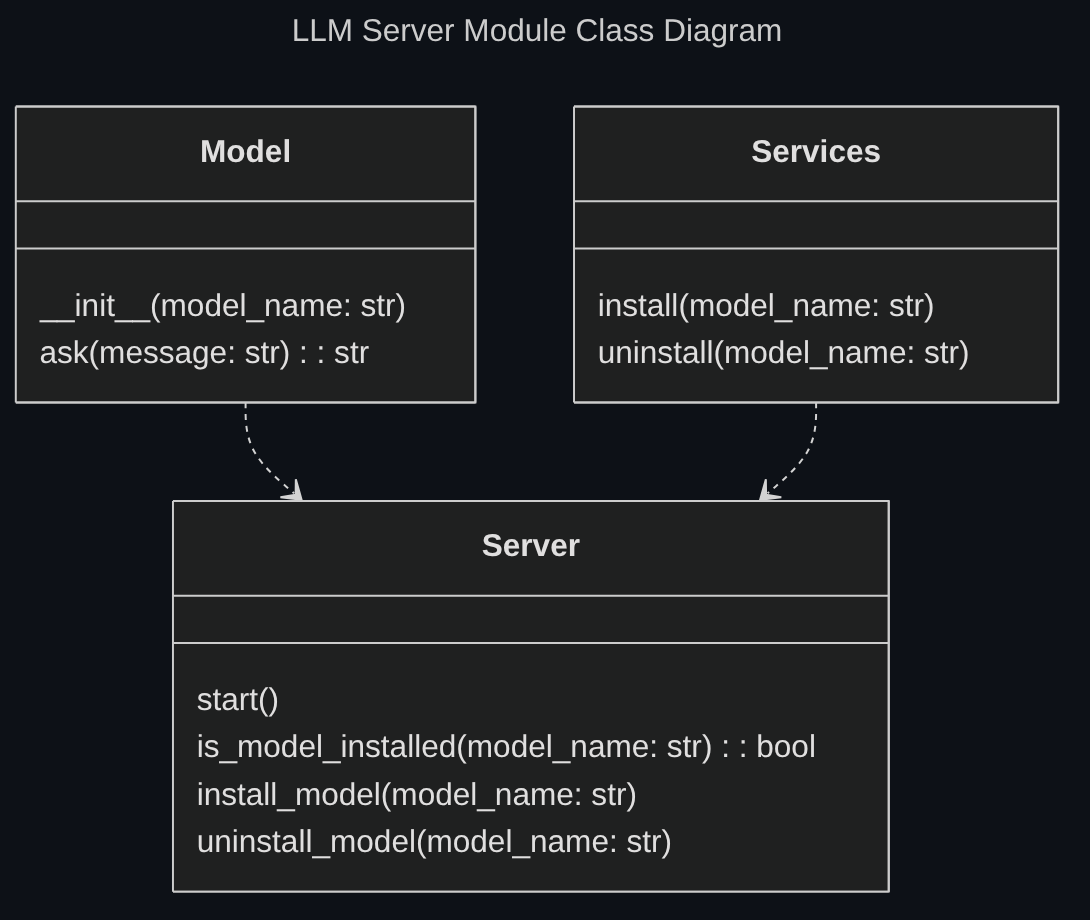 LLM Server Module Class Diagram
Model
__init__(model_name: str)
ask(message: str) : : str
Services
install(model_name: str)
uninstall(model_name: str)
Server
start()
is_model_installed(model_name: str) : : bool
install_model(model_name: str)
uninstall_model(model_name: str)